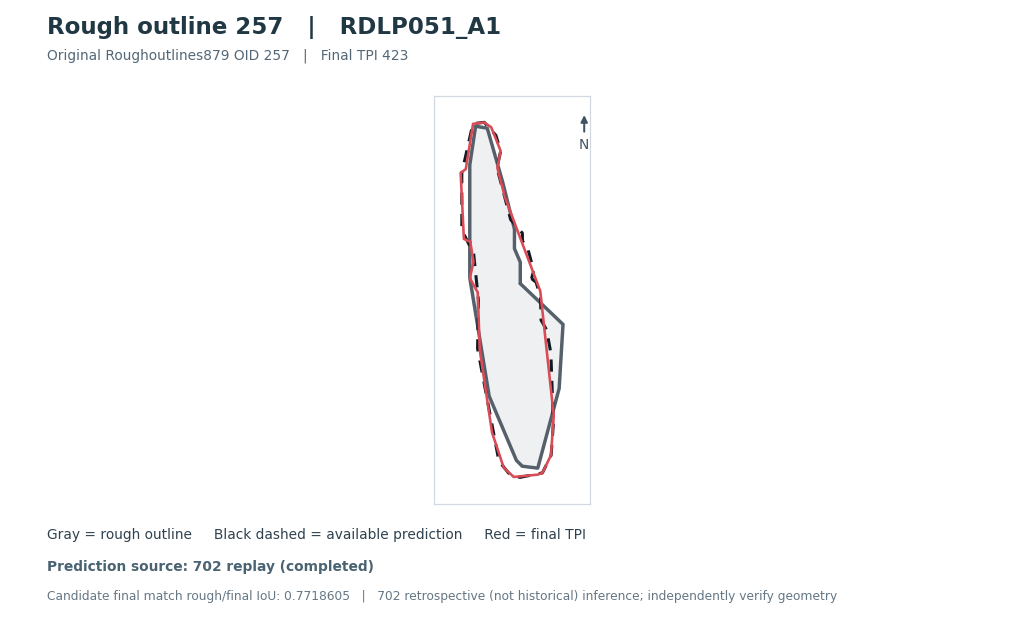 Rough outline 257   |   RDLP051_A1
Original Roughoutlines879 OID 257   |   Final TPI 423
N
Gray = rough outline     Black dashed = available prediction     Red = final TPI
Prediction source: 702 replay (completed)
Candidate final match rough/final IoU: 0.7718605   |   702 retrospective (not historical) inference; independently verify geometry